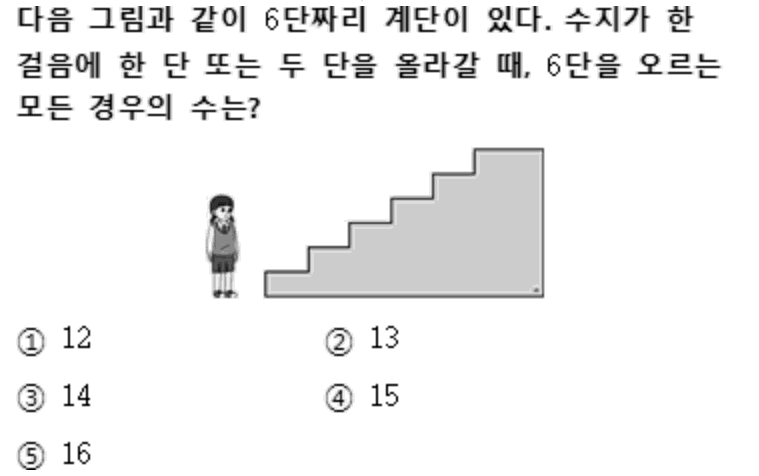 다음 그림과 같이 6단짜리 계단이 있다. 수지가 한
걸음에 한 단 또는 두 단을 올라갈 때, 6단을 오르는
모든 경우의 수는?
① 12 ② 13
③ 14 ④ 15
⑤ 16